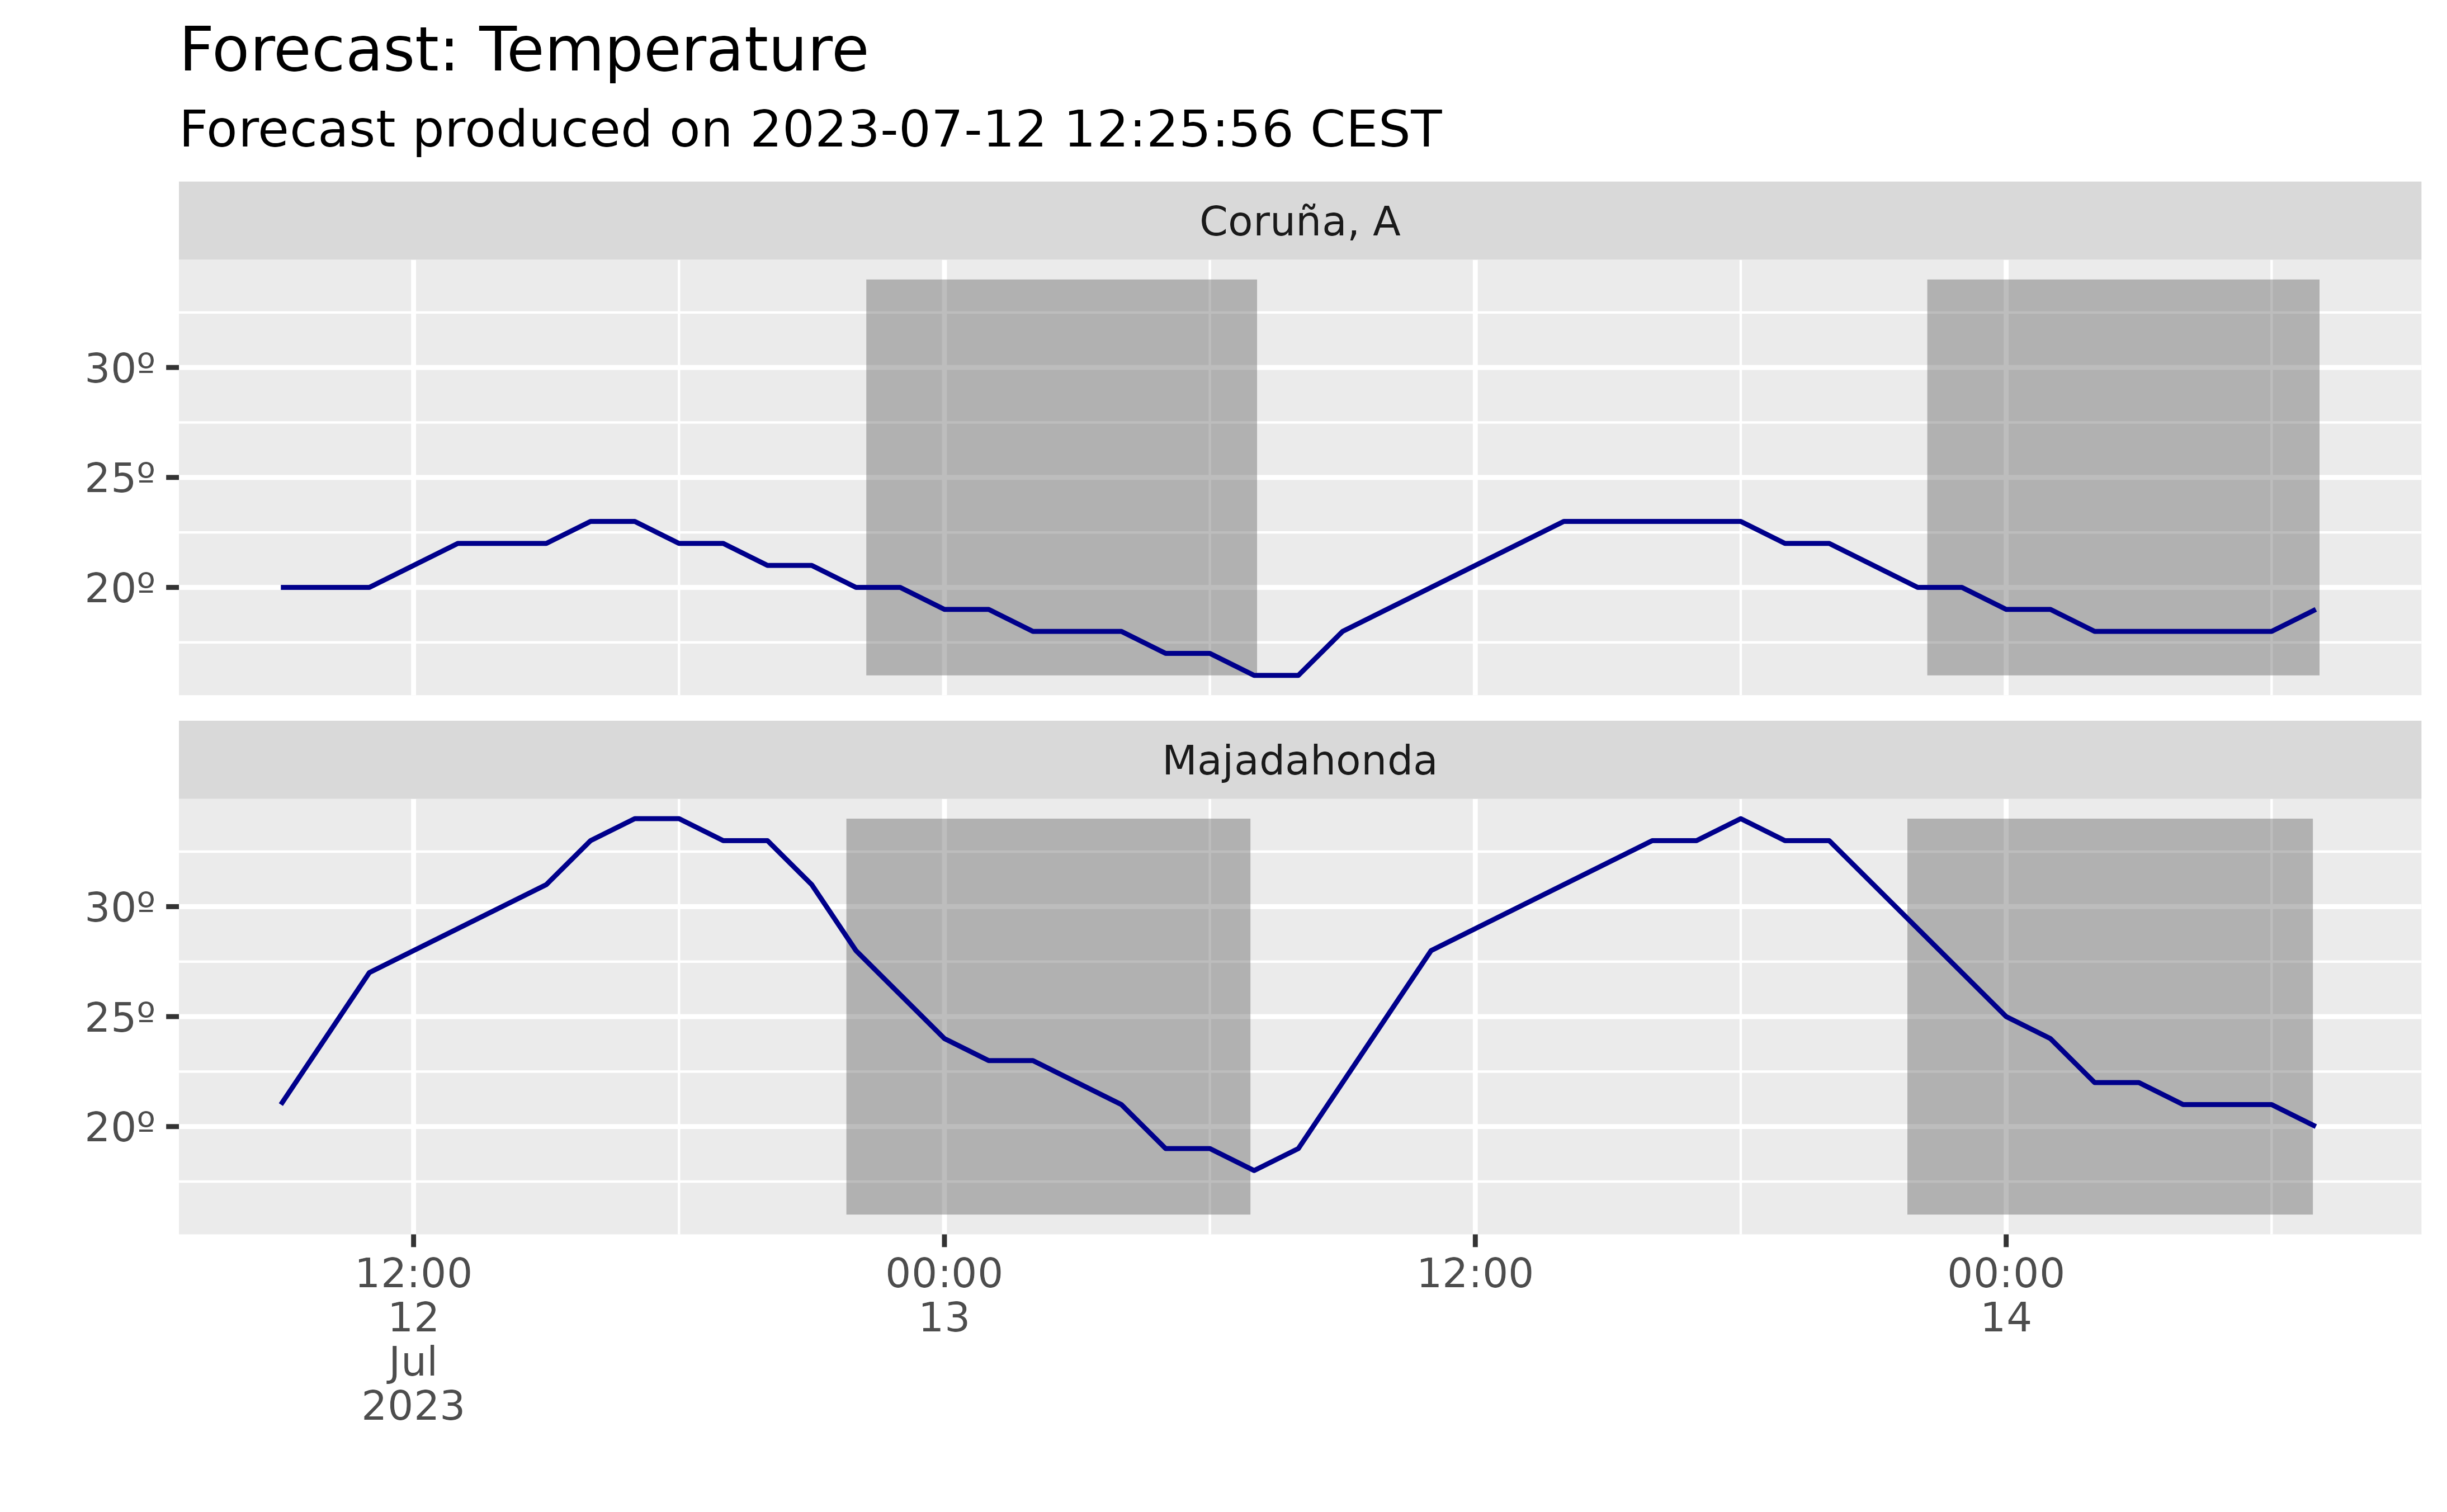 Forecast: Temperature
Forecast produced on 2023-07-12 12:25:56 CEST
Coruña, A
30º
25º
20º
Majadahonda
30º
25º
20º
12:00 00:00 12:00 00:00
12 13 14
Jul
2023